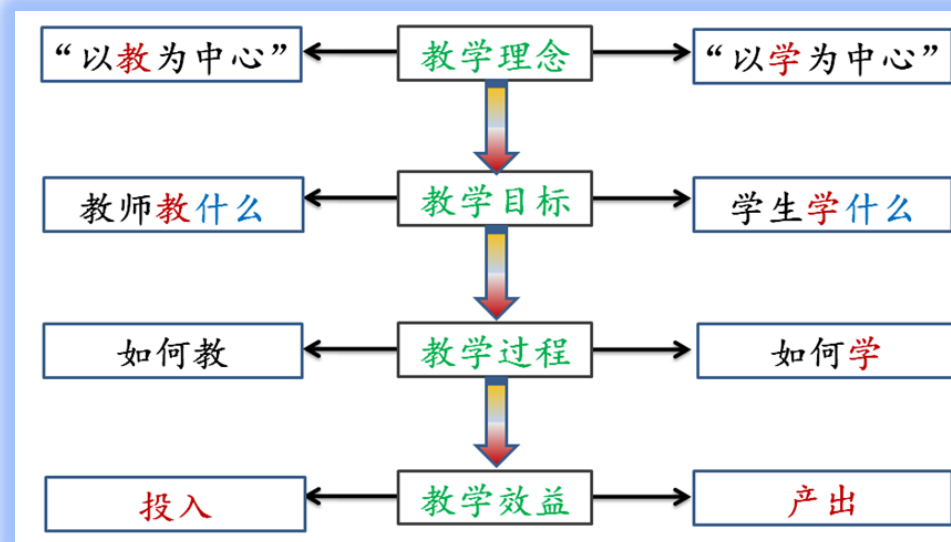 “以教为中心”
教学理念
“以学为中心”
教师教什么
教学目标
学生学什么
如何教
教学过程
如何学
投入
教学效益
产出